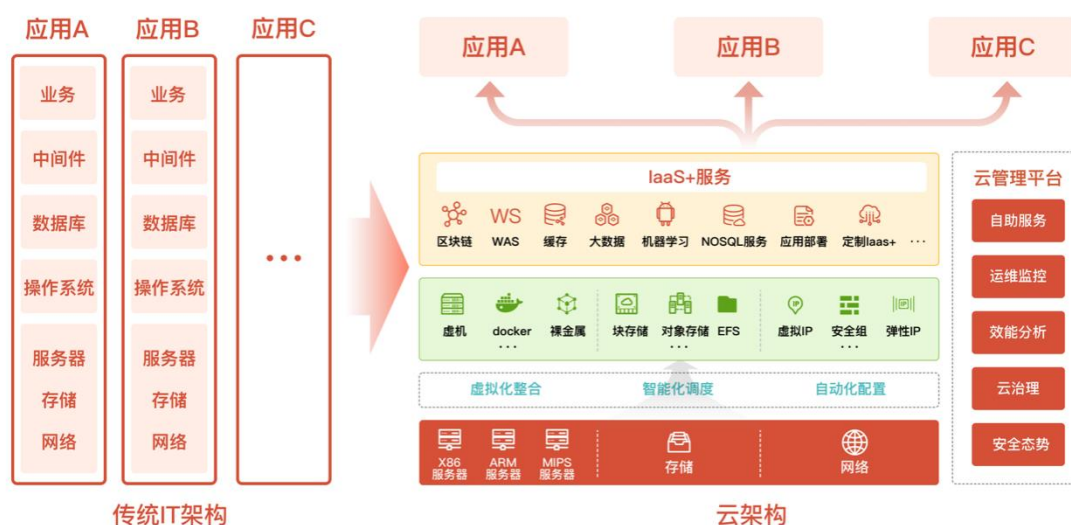 应用A
应用B
应用C
业务
中间件
数据库
操作系统
服务器
存储
网络
业务
中间件
数据库
操作系统
服务器
存储
网络
...
传统IT架构
应用A
应用B
应用C
IaaS+服务
WS
区块链
WAS
缓存
大数据
机器学习
NOSQL服务
应用部署
定制Iaas+
...
IP
IP
虚机
docker
裸金属
块存储
对象存储
EFS
虚拟IP
安全组
弹性IP
...
...
...
虚拟化整合
智能化调度
自动化配置
X86
服务器
ARM
服务器
MIPS
服务器
存储
网络
云管理平台
自助服务
运维监控
效能分析
云治理
安全态势
云架构